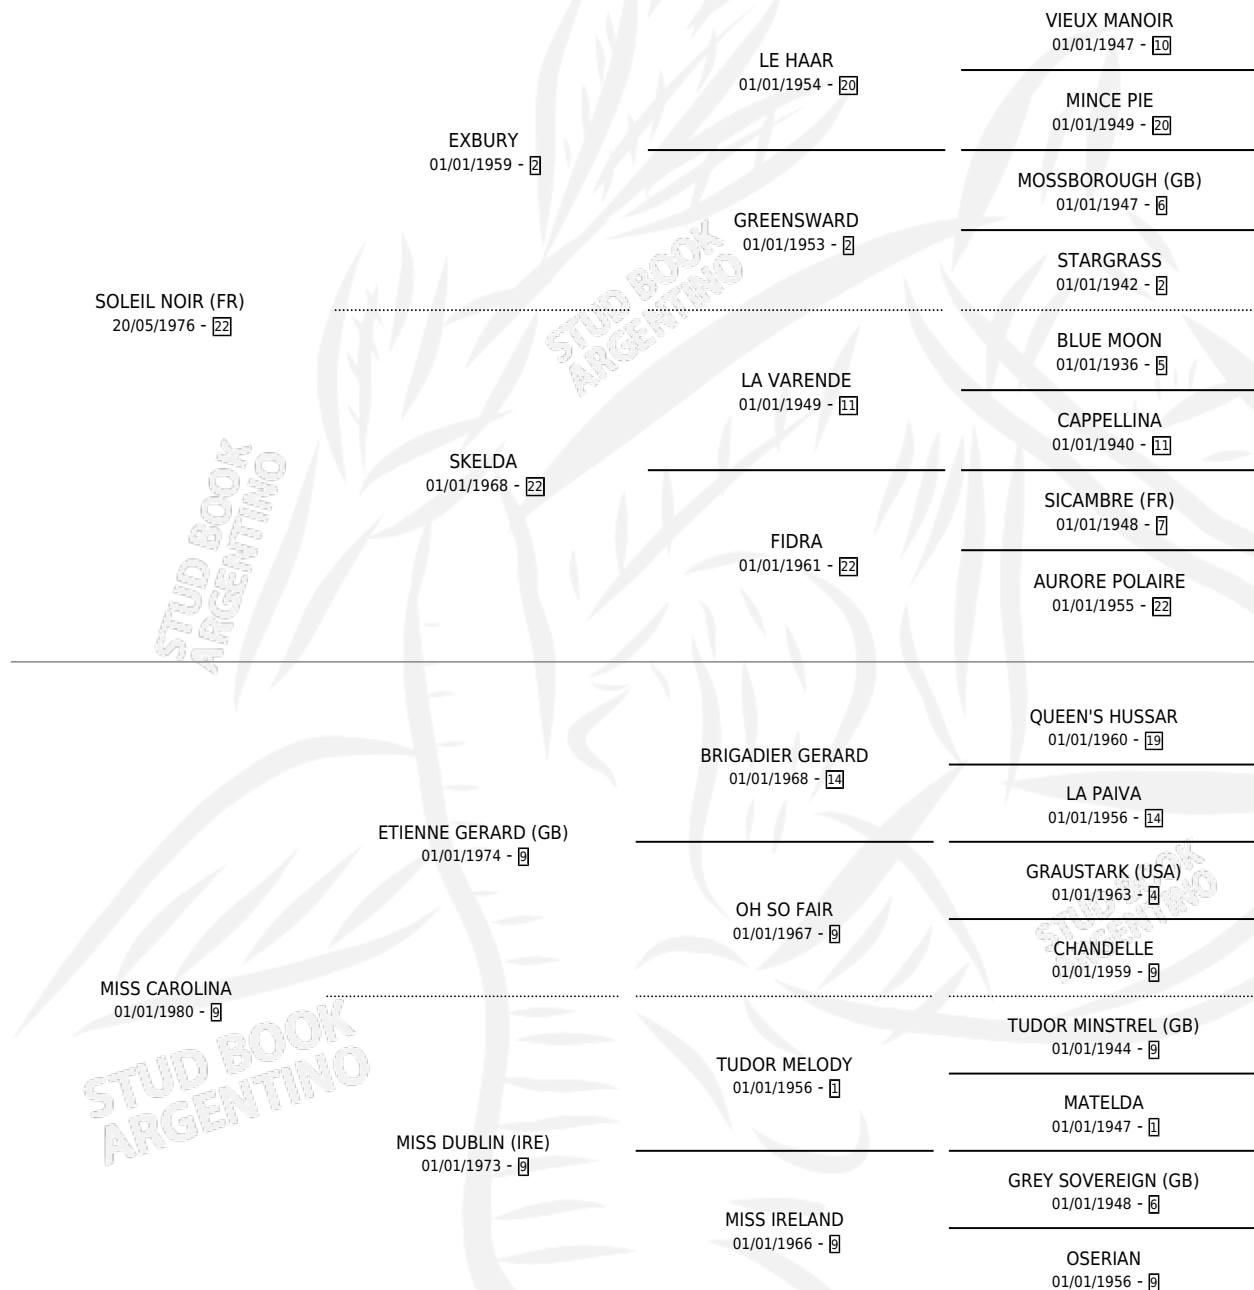 VIEUX MANOIR
01/01/1947 - 10
LE HAAR
01/01/1954 - 20
MINCE PIE
01/01/1949 - 20
EXBURY
01/01/1959 - 2
MOSSBOROUGH (GB)
01/01/1947 - 6
GREENSWARD
01/01/1953 - 2
STARGRASS
01/01/1942 - 2
SOLEIL NOIR (FR)
20/05/1976 - 22
BLUE MOON
01/01/1936 - 5
LA VARENDE
01/01/1949 - 11
CAPPELLINA
01/01/1940 - 11
SKELDA
01/01/1968 - 22
SICAMBRE (FR)
01/01/1948 - 7
FIDRA
01/01/1961 - 22
AURORE POLAIRE
01/01/1955 - 22
STUD BOOK
ARGENTINO
STUD BOOK
ARGENTINO
QUEEN'S HUSSAR
01/01/1960 - 19
BRIGADIER GERARD
01/01/1968 - 14
LA PAIVA
01/01/1956 - 14
ETIENNE GERARD (GB)
01/01/1974 - 9
GRAUSTARK (USA)
01/01/1963 - 4
OH SO FAIR
01/01/1967 - 9
CHANDELLE
01/01/1959 - 9
STUD BOOK
ARGENTINO
MISS CAROLINA
01/01/1980 - 9
TUDOR MINSTREL (GB)
01/01/1944 - 9
TUDOR MELODY
01/01/1956 - 1
MATELDA
01/01/1947 - 1
MISS DUBLIN (IRE)
01/01/1973 - 9
GREY SOVEREIGN (GB)
01/01/1948 - 6
MISS IRELAND
01/01/1966 - 9
OSERIAN
01/01/1956 - 9
STUD BOOK
ARGENTINO